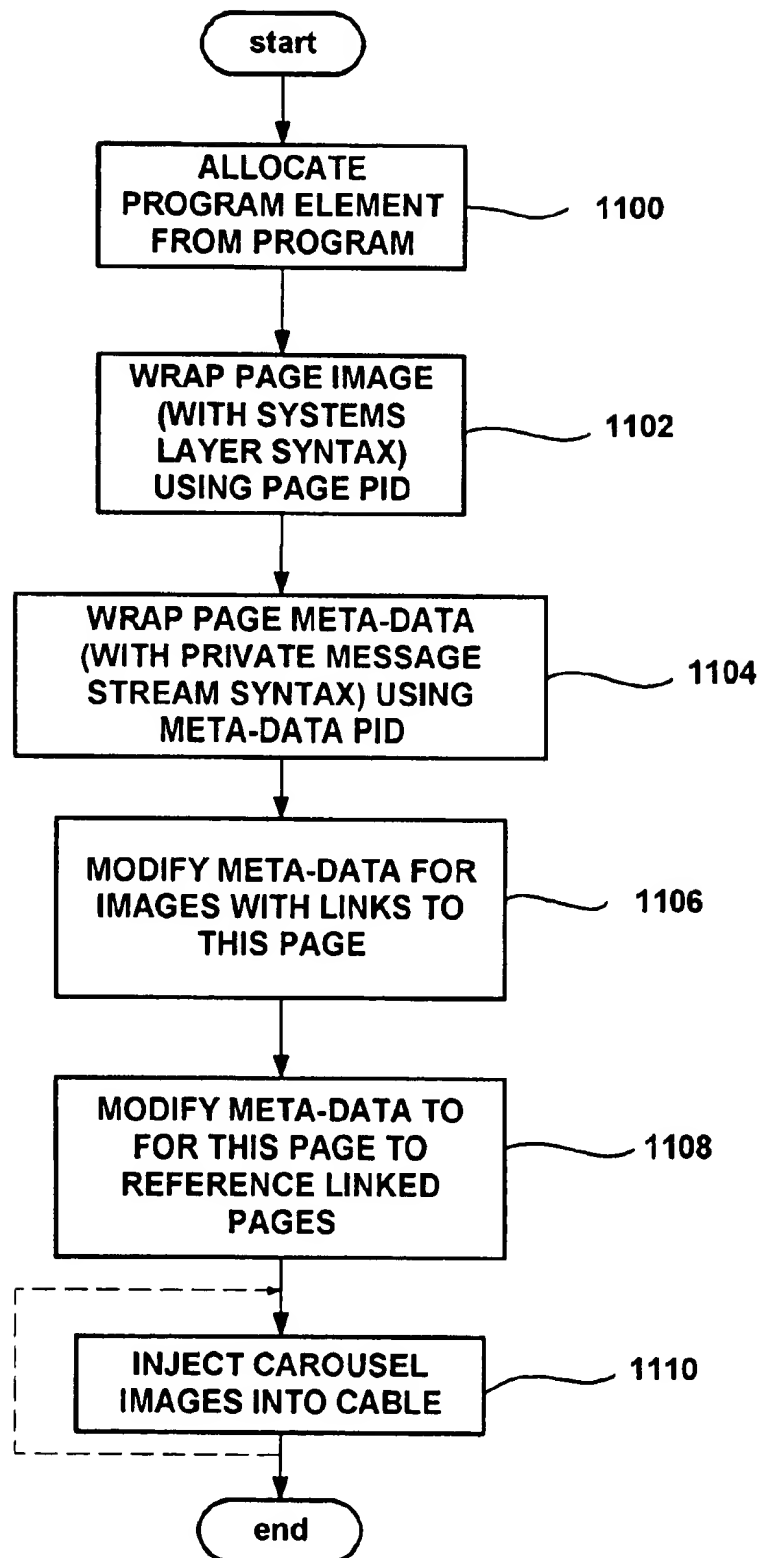 start
ALLOCATE
PROGRAM ELEMENT
FROM PROGRAM
1100
WRAP PAGE IMAGE
(WITH SYSTEMS
LAYER SYNTAX)
USING PAGE PID
1102
WRAP PAGE META-DATA
(WITH PRIVATE MESSAGE
STREAM SYNTAX) USING
META-DATA PID
1104
MODIFY META-DATA FOR
IMAGES WITH LINKS TO
THIS PAGE
1106
MODIFY META-DATA TO
FOR THIS PAGE TO
REFERENCE LINKED
PAGES
1108
INJECT CAROUSEL
IMAGES INTO CABLE
1110
end